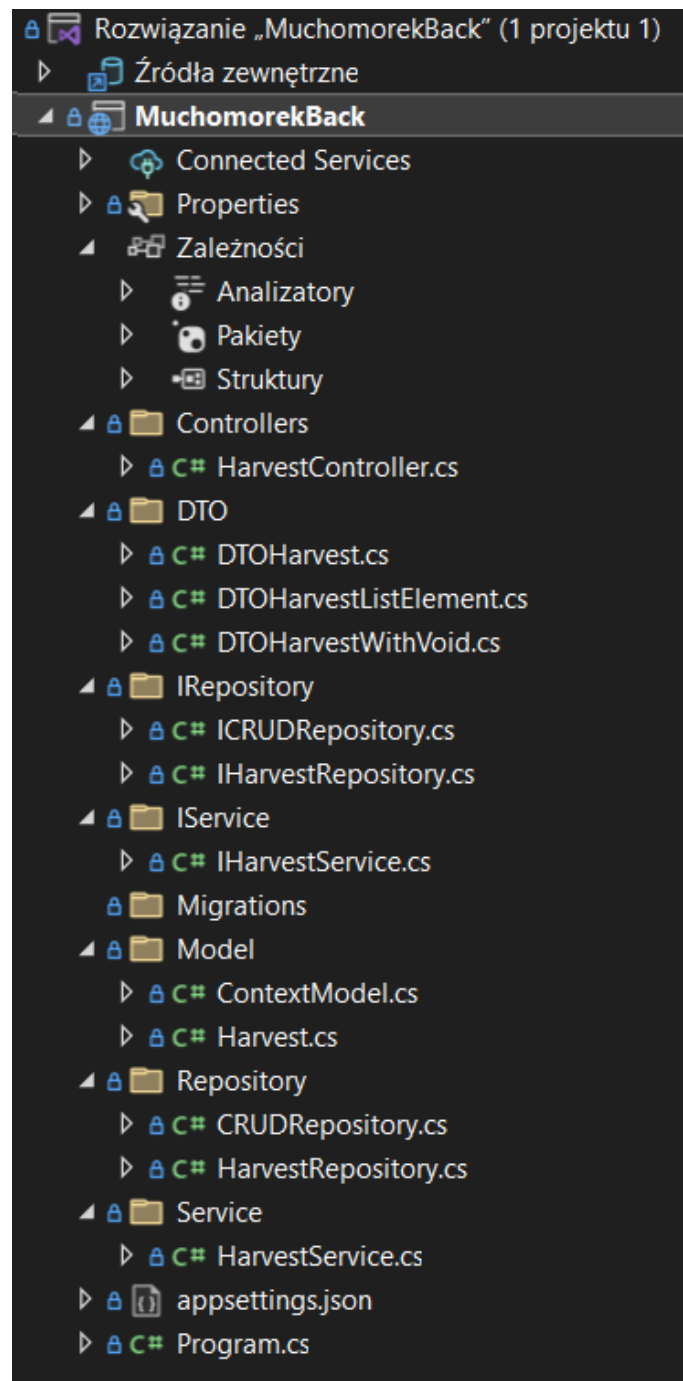 Rozwiązanie „MuchomorekBack” (1 projektu 1)
Źródła zewnętrzne
MuchomorekBack
Connected Services
Properties
Zależności
Analizatory
Pakiety
Struktury
Controllers
C# HarvestController.cs
DTO
C# DTOHarvest.cs
C# DTOHarvestListElement.cs
C# DTOHarvestWithVoid.cs
IRepository
C# ICRUDRepository.cs
C# IHarvestRepository.cs
IService
C# IHarvestService.cs
Migrations
Model
C# ContextModel.cs
C# Harvest.cs
Repository
C# CRUDRepository.cs
C# HarvestRepository.cs
Service
C# HarvestService.cs
appsettings.json
C# Program.cs